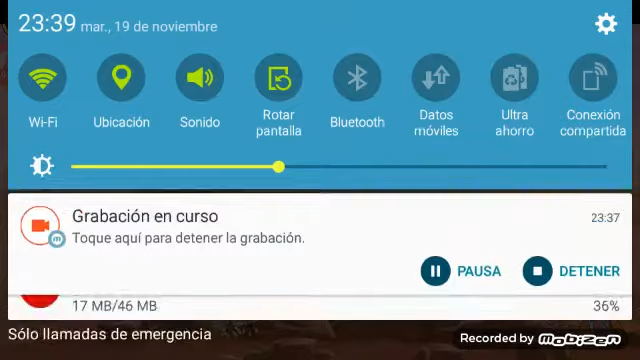 23:39 mar., 19 de noviembre
Wi-Fi
Ubicación
Sonido
Rotar
pantalla
Bluetooth
Datos
móviles
Ultra
ahorro
Conexión
compartida
Grabación en curso
23:37
m
Toque aquí para detener la grabación.
PAUSA
DETENER
17 MB/46 MB
36%
Sólo llamadas de emergencia
Recorded by Mobizen